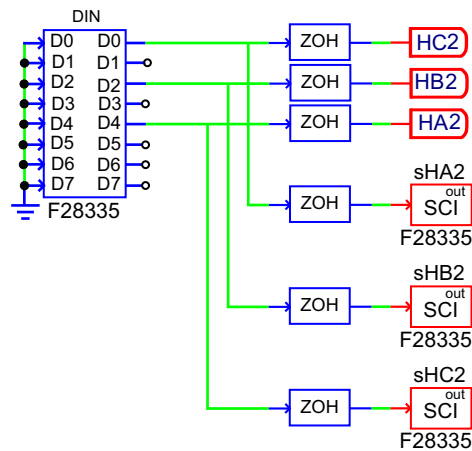 DIN
D0 D0
D1 D1
D2 D2
D3 D3
D4 D4
D5 D5
D6 D6
D7 D7
F28335
ZOH HC2
ZOH HB2
ZOH HA2
sHA2
ZOH
out
SCI
F28335
sHB2
ZOH
out
SCI
F28335
sHC2
ZOH
out
SCI
F28335